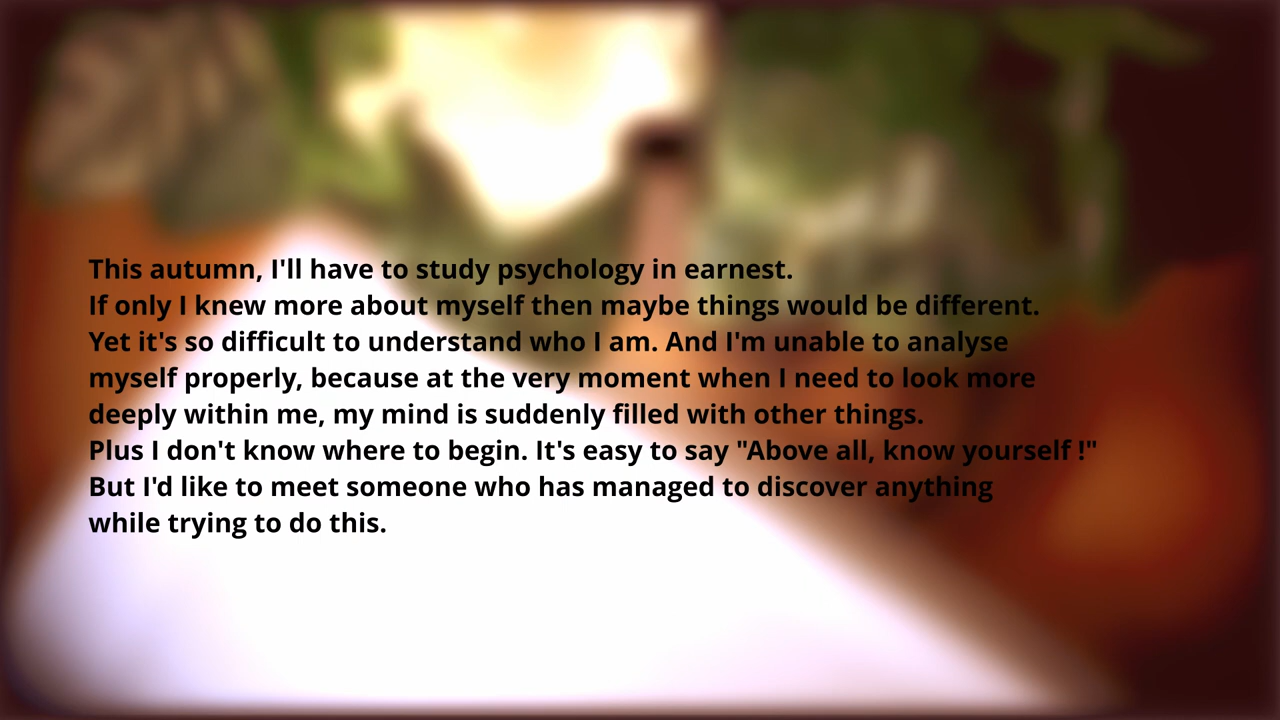 This autumn, I'll have to study psychology in earnest.
If only I knew more about myself then maybe things would be different.
Yet it's so difficult to understand who I am. And I'm unable to analyse
myself properly, because at the very moment when I need to look more
deeply within me, my mind is suddenly filled with other things.
Plus I don't know where to begin. It's easy to say "Above all, know yourself !"
But I'd like to meet someone who has managed to discover anything
while trying to do this.